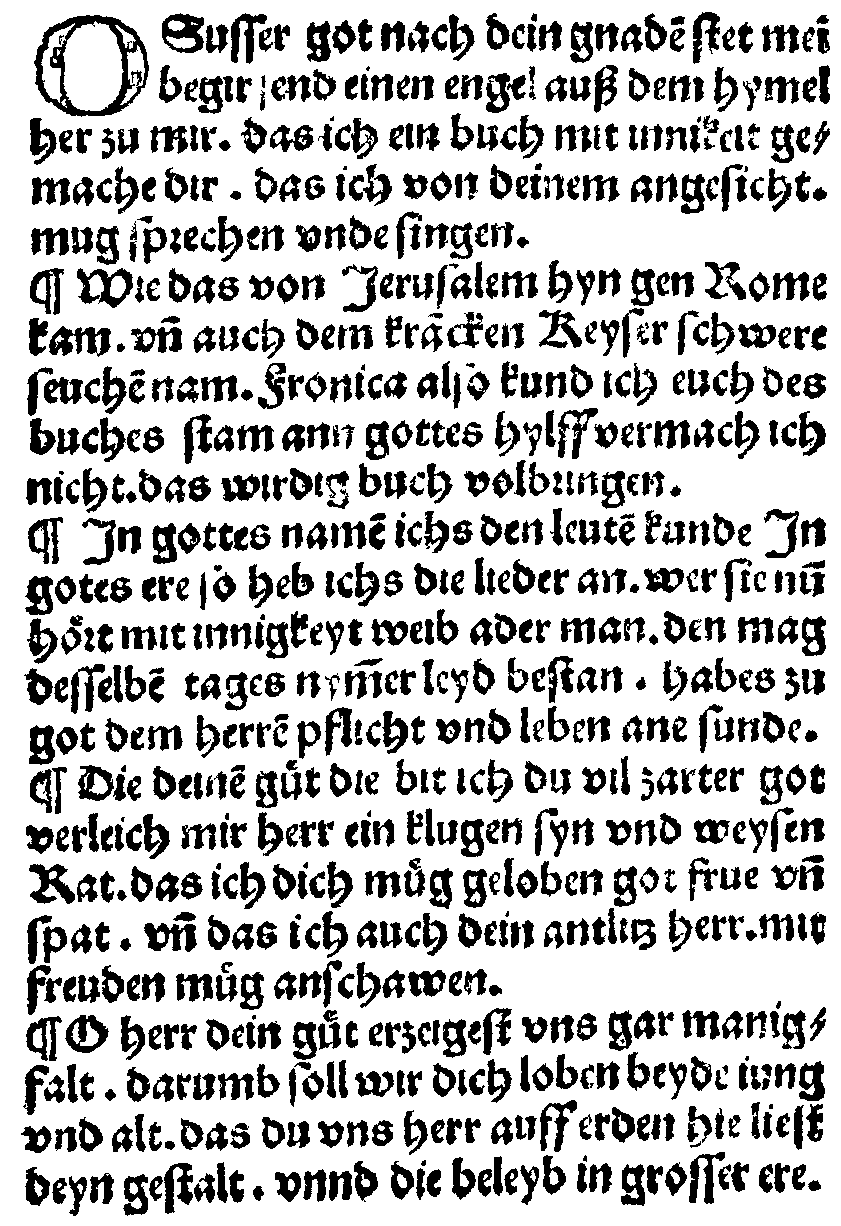 O Susser got nach dein gnadē stet mei
begir send einen engel auß dem hymel
her zu mir. das ich ein buch mit innikeit ge⸗
mache dir . das ich von deinem angesicht.
mug sprechen vnde singen.
¶ Wie das von Jerusalem hyn gen Rome
kam. vñ auch dem krācken Keyser schwere
seuchē nam. Fronica also kund ich euch des
buches stam ann gottes hylff vermach ich
nicht. das wirdig buch volbringen.
¶ In gottes namē ichs den leutē kunde In
gotes ere so heb ichs die lieder an. wer sie nū
hört mit innigkeyt weib ader man. den mag
desselbē tages nym̄er leyd bestan . habes zu
got dem herrē pflicht vnd leben ane sunde.
¶ Die deinē gůt die bit ich du vil zarter got
verleich mir herr ein klugen syn vnd weysen
Rat. das ich dich můg geloben got frue vñ
spat . vñ das ich auch dein antlitz herr. mit
freuden můg anschawen.
¶ O herr dein gůt erzeigest vns gar manig⸗
falt . darumb soll wir dich loben beyde iung
vnd alt. das du vns herr auff erden hie liest
deyn gestalt . vnnd die beleyb in grosser ere.